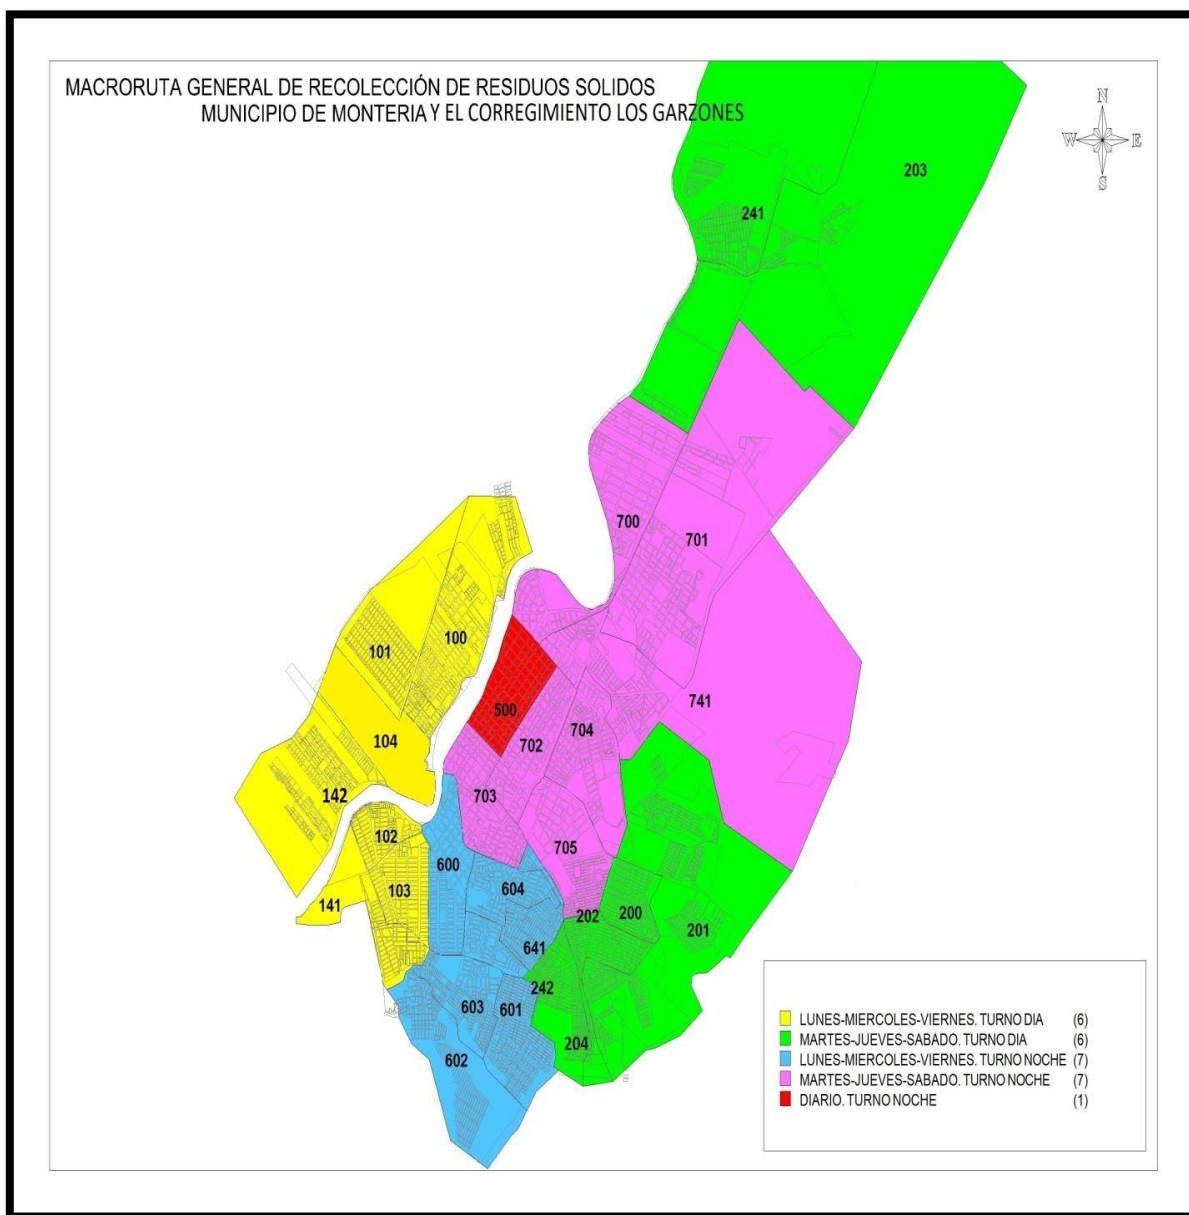 MACRORUTA GENERAL DE RECOLECCIÓN DE RESIDUOS SOLIDOS
MUNICIPIO DE MONTERIA Y EL CORREGIMIENTO LOS GARZONES
N
W E
S
203
241
700
701
100
101
500
741
104
702
704
142
703
102
705
600
604
103
141
202
200
201
641
242
603
601
204
602
LUNES-MIERCOLES-VIERNES. TURNO DIA (6)
MARTES-JUEVES-SABADO. TURNO DIA (6)
LUNES-MIERCOLES-VIERNES. TURNO NOCHE (7)
MARTES-JUEVES-SABADO. TURNO NOCHE (7)
DIARIO. TURNO NOCHE (1)